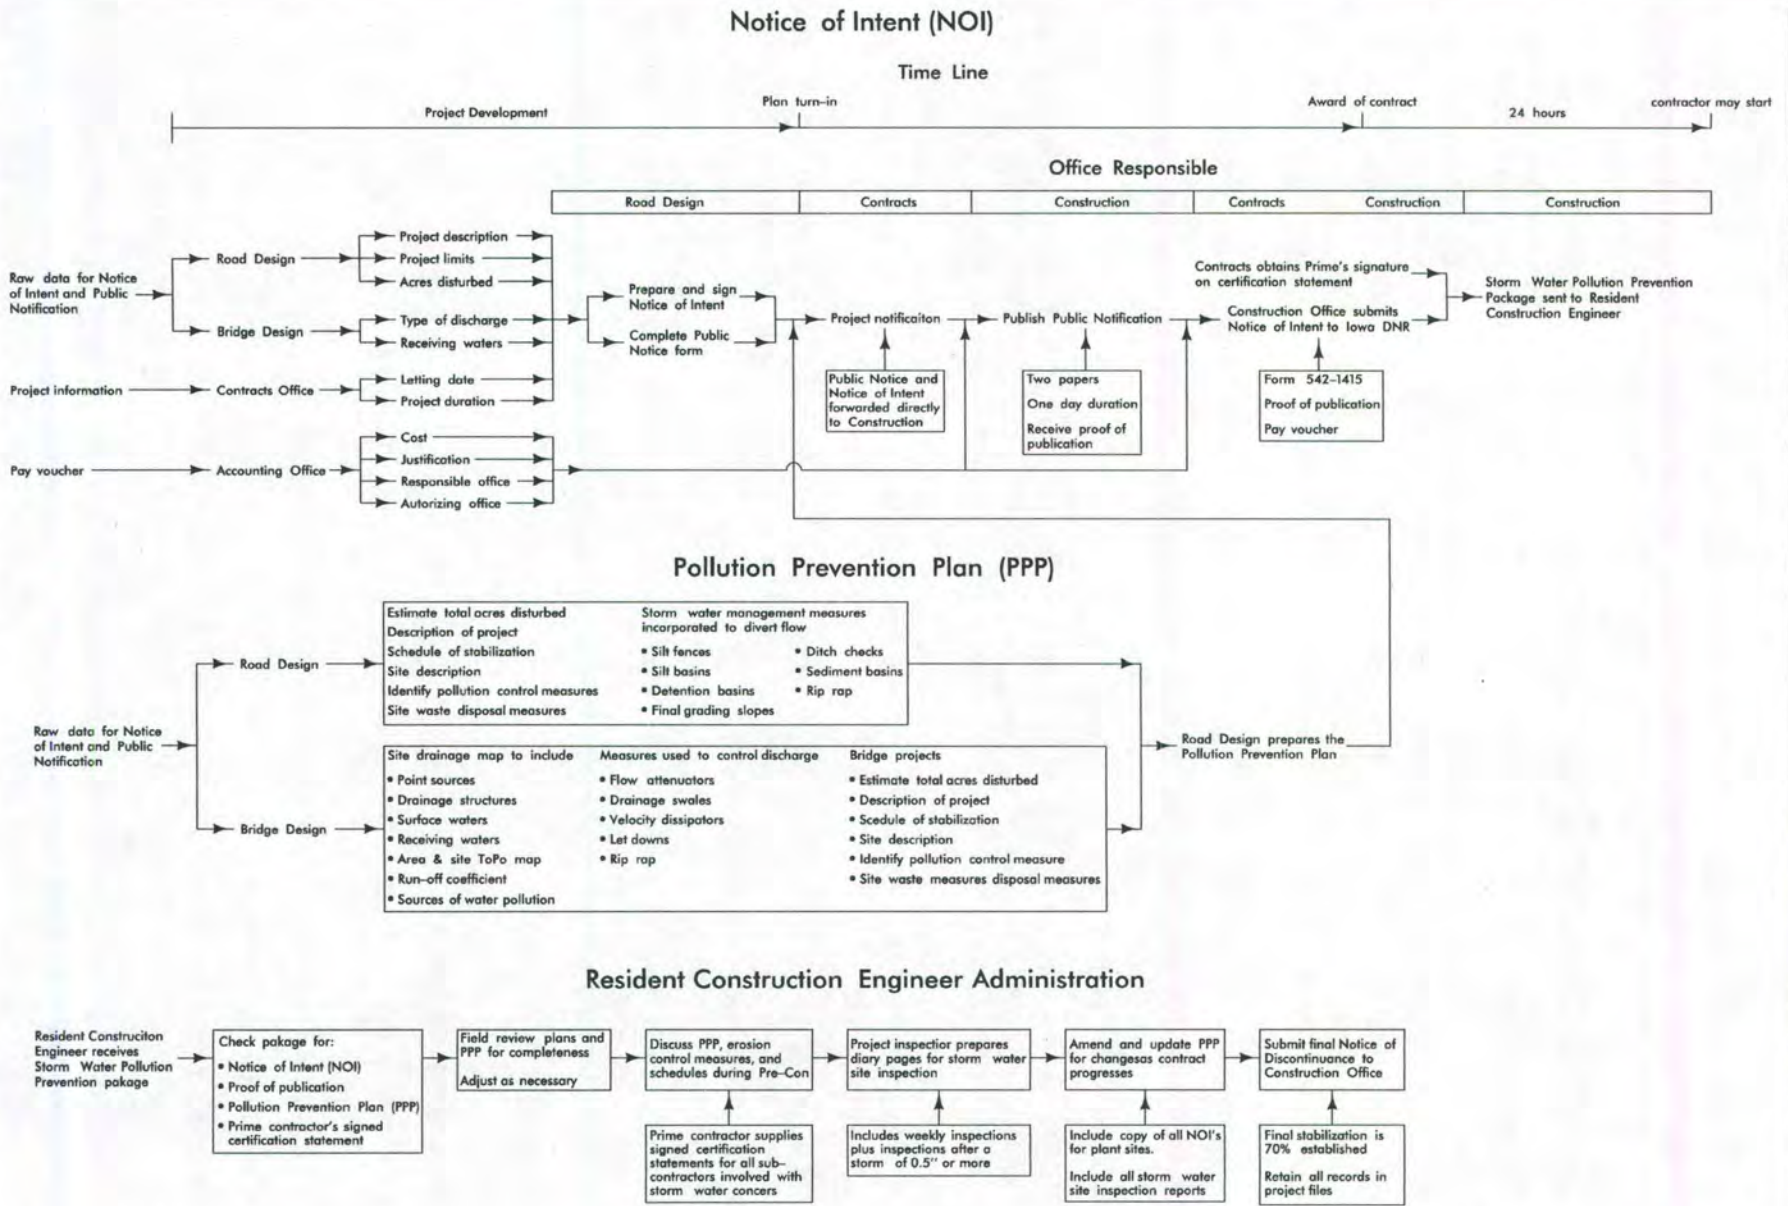 Notice of Intent (NOI)
Time Line
Project Development
Plan turn-in
Award of contract
24 hours
contractor may start
Office Responsible
Road Design
Contracts
Construction
Contracts
Construction
Construction
Raw data for Notice
of Intent and Public
Notification
Road Design
Project description
Project limits
Acres disturbed
Bridge Design
Type of discharge
Receiving waters
Project information
Contracts Office
Letting date
Project duration
Pay voucher
Accounting Office
Cost
Justification
Responsible office
Autorizing office
Prepare and sign
Notice of Intent
Complete Public
Notice form
Project notificaiton
Public Notice and
Notice of Intent
forwarded directly
to Construction
Publish Public Notification
Two papers
One day duration
Receive proof of
publication
Contracts obtains Prime's signature
on certification statement
Construction Office submits
Notice of Intent to Iowa DNR
Form 542-1415
Proof of publication
Pay voucher
Storm Water Pollution Prevention
Package sent to Resident
Construction Engineer
Pollution Prevention Plan (PPP)
Raw data for Notice
of Intent and Public
Notification
Road Design
Estimate total acres disturbed
Description of project
Schedule of stabilization
Site description
Identify pollution control measures
Site waste disposal measures
Storm water management measures
incorporated to divert flow
• Silt fences
• Silt basins
• Detention basins
• Final grading slopes
• Ditch checks
• Sediment basins
• Rip rap
Bridge Design
Site drainage map to include
• Point sources
• Drainage structures
• Surface waters
• Receiving waters
• Area & site ToPo map
• Run-off coefficient
• Sources of water pollution
Measures used to control discharge
• Flow attenuators
• Drainage swales
• Velocity dissipators
• Let downs
• Rip rap
Bridge projects
• Estimate total acres disturbed
• Description of project
• Scedule of stabilization
• Site description
• Identify pollution control measure
• Site waste measures disposal measures
Road Design prepares the
Pollution Prevention Plan
Resident Construction Engineer Administration
Resident Construciton
Engineer receives
Storm Water Pollution
Prevention pakage
Check pakage for:
• Notice of Intent (NOI)
• Proof of publication
• Pollution Prevention Plan (PPP)
• Prime contractor's signed
certification statement
Field review plans and
PPP for completeness
Adjust as necessary
Discuss PPP, erosion
control measures, and
schedules during Pre-Con
Prime contractor supplies
signed certification
statements for all sub-
contractors involved with
storm water concers
Project inspectior prepares
diary pages for storm water
site inspection
Includes weekly inspections
plus inspections after a
storm of 0.5" or more
Amend and update PPP
for changesas contract
progresses
Include copy of all NOI's
for plant sites.
Include all storm water
site inspection reports
Submit final Notice of
Discontinuance to
Construction Office
Final stabilization is
70% established
Retain all records in
project files